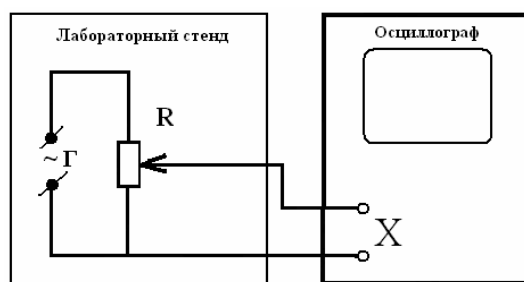 Лабораторный стенд
Осциллограф
R
~ Г
X